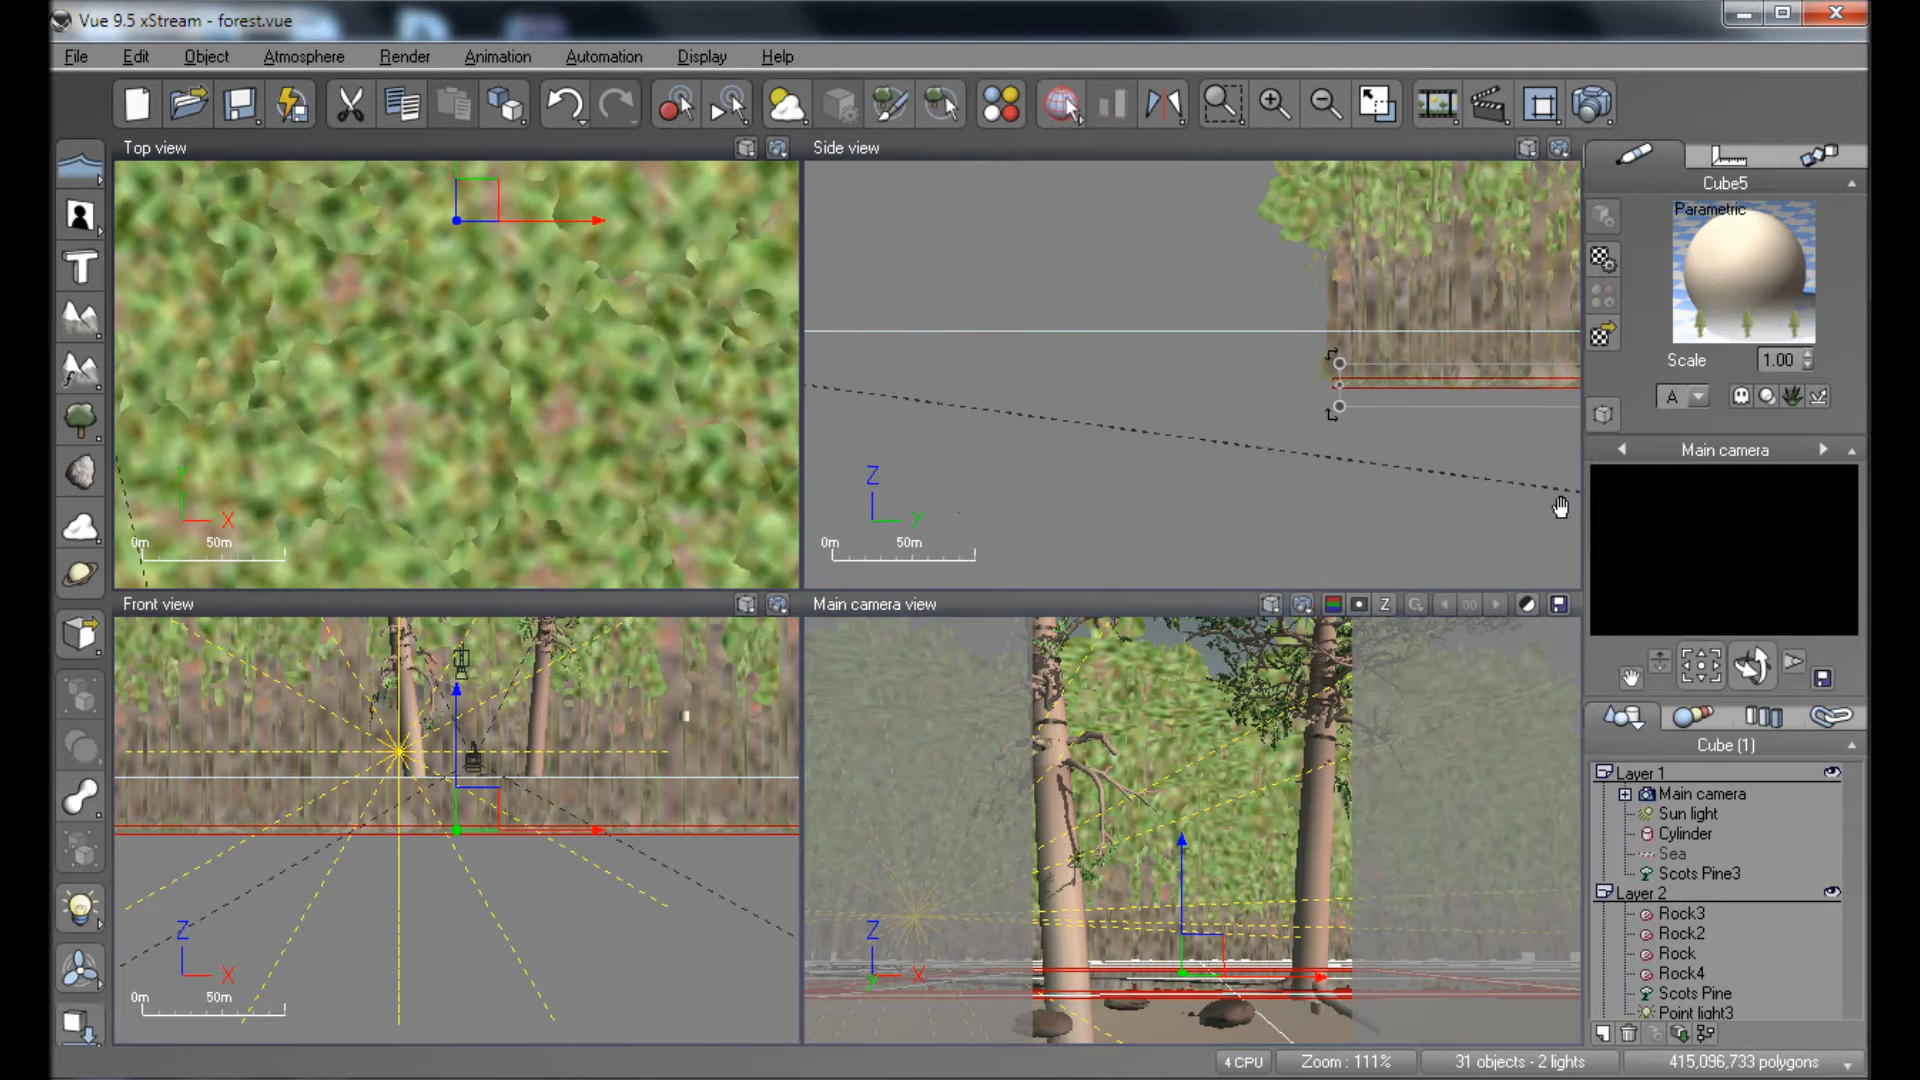 Vue 9.5 xStream - forest.vue
File Edit Object Atmosphere Render Animation Automation Display Help
Top view
Side view
Cube5
Parametric
Scale 1.00
A
Y
X
0m 50m
Z
y
0m 50m
Main camera
Front view
Main camera view
Z
00
Z
X
0m 50m
Z
X
y
Cube (1)
Layer 1
Main camera
Sun light
Cylinder
Sea
Scots Pine3
Layer 2
Rock3
Rock2
Rock
Rock4
Scots Pine
Point light3
4 CPU
Zoom : 111%
31 objects - 2 lights
415,096,733 polygons